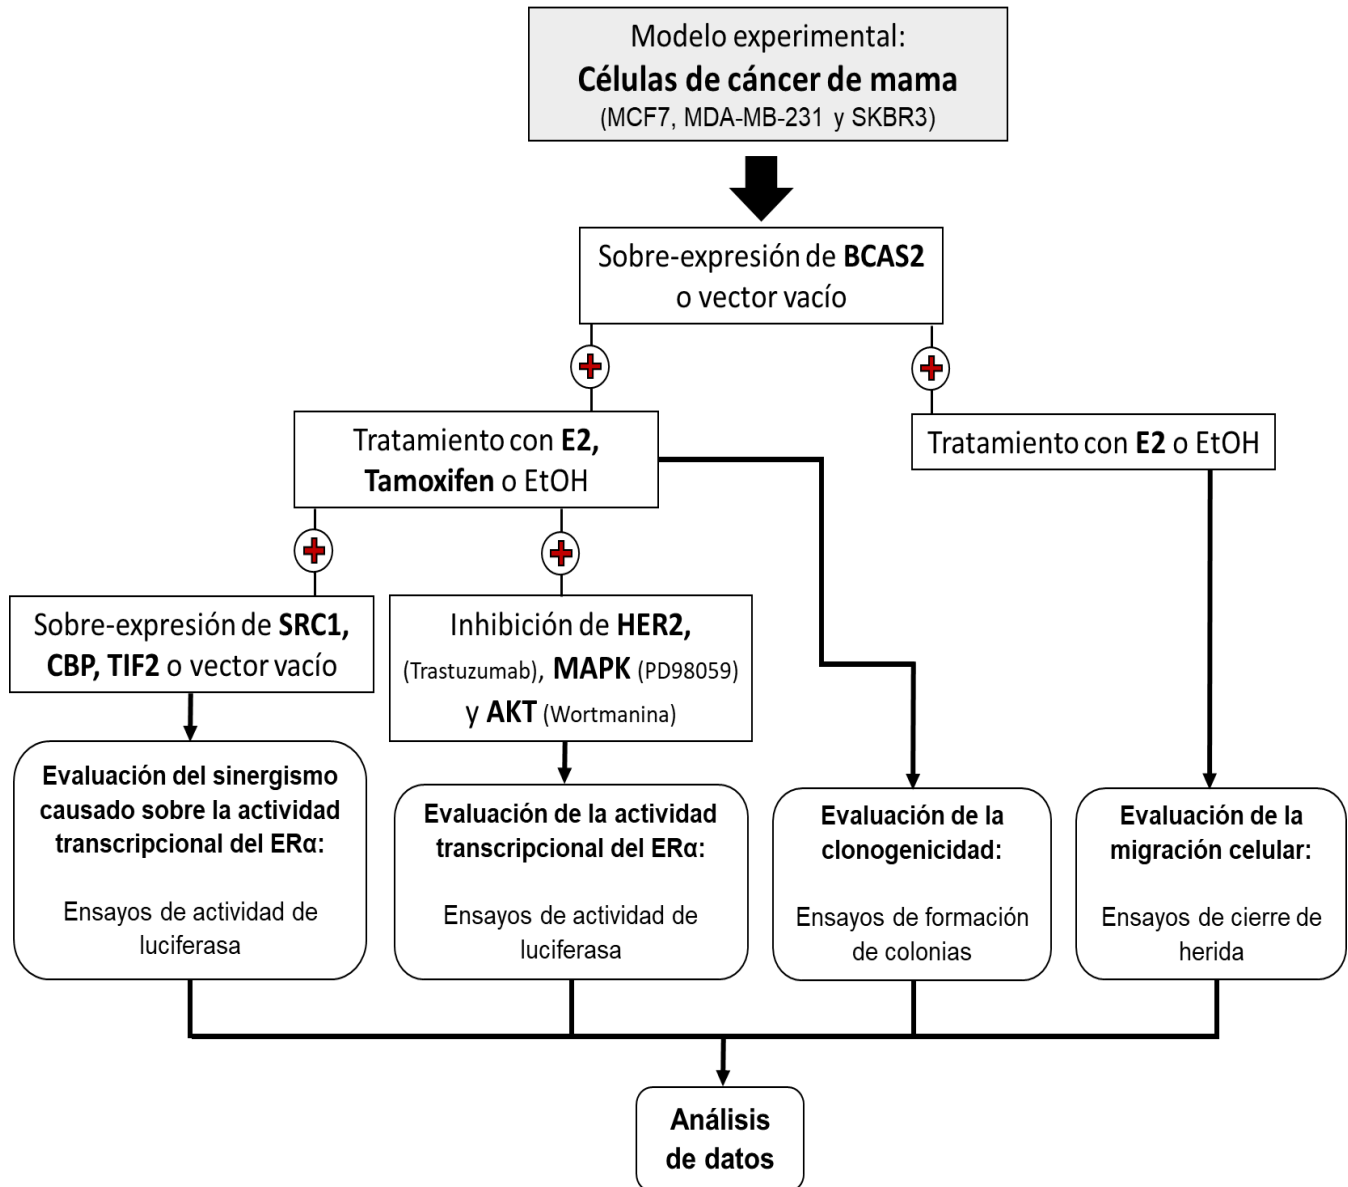 Modelo experimental:
Células de cáncer de mama
(MCF7, MDA-MB-231 y SKBR3)
Sobre-expresión de BCAS2
o vector vacío
Tratamiento con E2,
Tamoxifen o EtOH
Tratamiento con E2 o EtOH
Sobre-expresión de SRC1,
CBP, TIF2 o vector vacío
Inhibición de HER2,
(Trastuzumab), MAPK (PD98059)
y AKT (Wortmanina)
Evaluación del sinergismo
causado sobre la actividad
transcripcional del ERα:
Ensayos de actividad de
luciferasa
Evaluación de la actividad
transcripcional del ERα:
Ensayos de actividad de
luciferasa
Evaluación de la
clonogenicidad:
Ensayos de formación
de colonias
Evaluación de la
migración celular:
Ensayos de cierre de
herida
Análisis
de datos